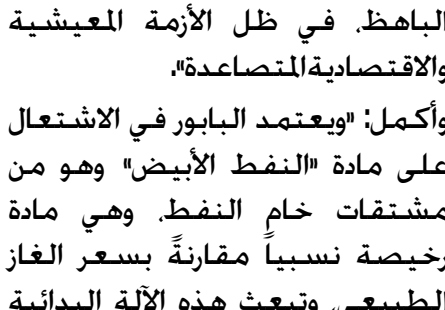 الباهظ، في ظل الأزمة المعيشية
والاقتصادية المتصاعدة».
وأكمل: «ويعتمد البابور في الاشتعال
على مادة «النفط الأبيض» وهو من
مشتقات خام النفط، وهي مادة
رخيصة نسبياً مقارنةً بسعر الغاز
الطبيعي، وتبعث هذه الآلة البدائية